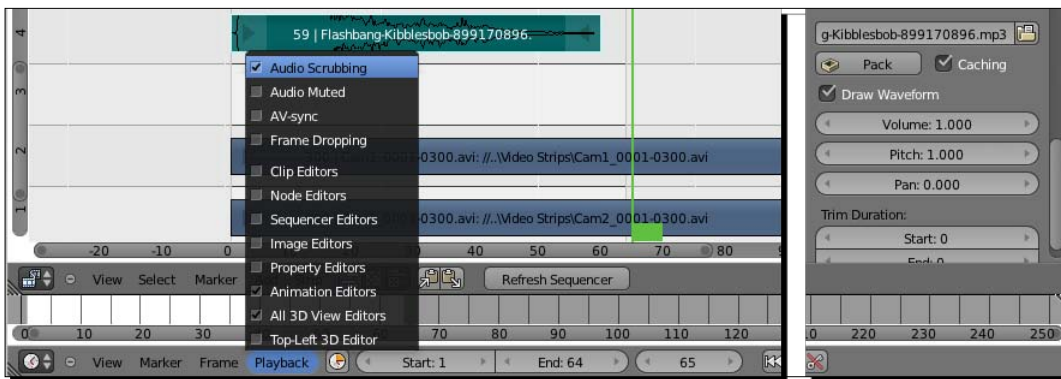 4
59 | Flashbang-Kibblesbob-899170896.
Audio Scrubbing
3
Audio Muted
AV-sync
Frame Dropping
2
0001-0300.avi: //..\Video Strips\Cam1_0001-0300.avi
Clip Editors
Node Editors
1
Sequencer Editors
0001-0300.avi: //..\Video Strips\Cam2_0001-0300.avi
Image Editors
-20 -10 0 40 50 60 70 80
Property Editors
View Select Marker
Refresh Sequencer
Animation Editors
All 3D View Editors
0 10 20 30 70 80 90 100 110 120
Top-Left 3D Editor
View Marker Frame Playback Start: 1 End: 64 65
g-Kibblesbob-899170896.mp3
Pack Caching
Draw Waveform
Volume: 1.000
Pitch: 1.000
Pan: 0.000
Trim Duration:
Start: 0
End: 0
220 230 240 250